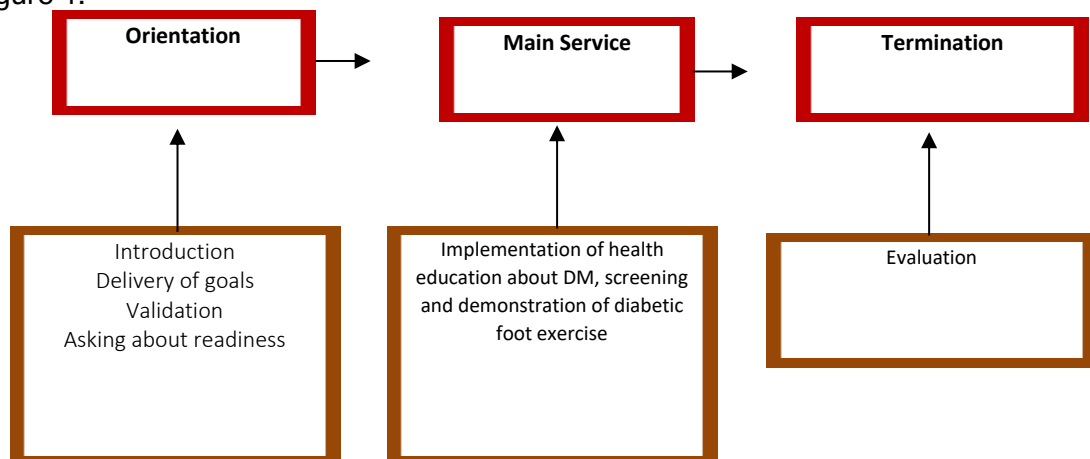 Orientation
Main Service
Termination
Introduction
Delivery of goals
Validation
Asking about readiness
Implementation of health
education about DM, screening
and demonstration of diabetic
foot exercise
Evaluation